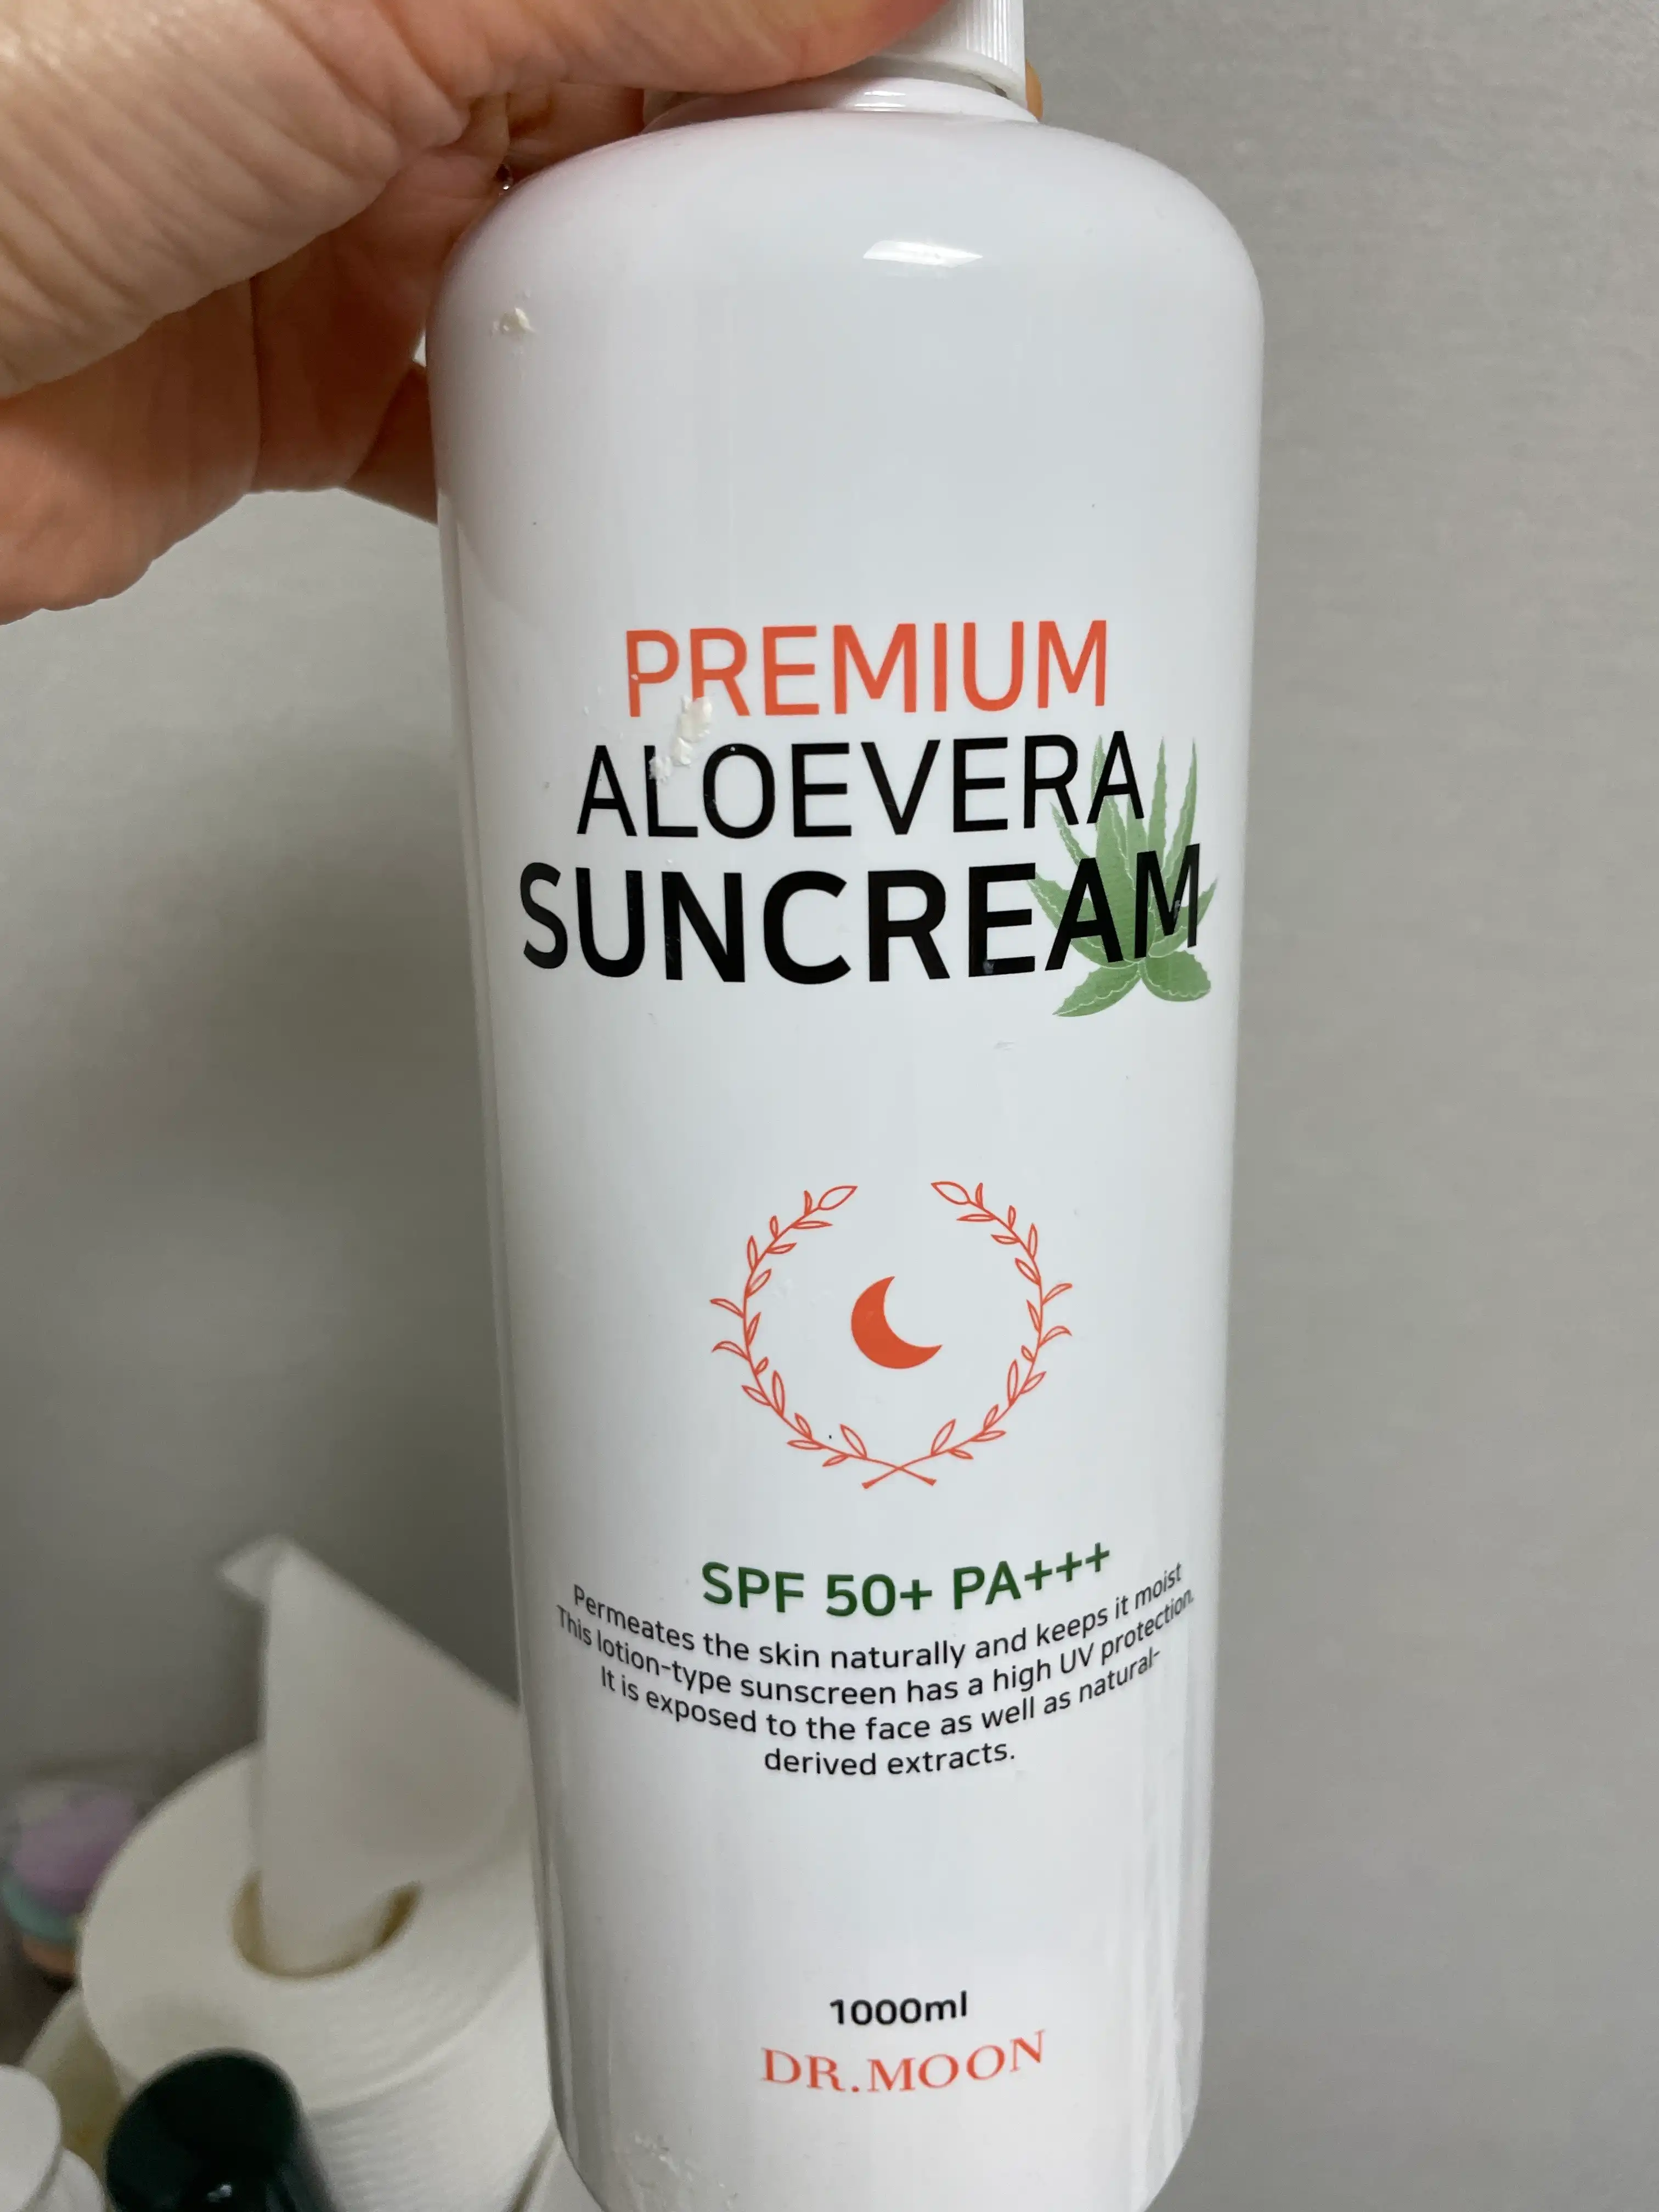 PREMIUM
ALOEVERA
SUNCREAM
SPF 50+ PA+++
Permeates the skin naturally and keeps it moist
This lotion-type sunscreen has a high UV protection.
It is exposed to the face as well as natural-
derived extracts.
1000ml
DR.MOON